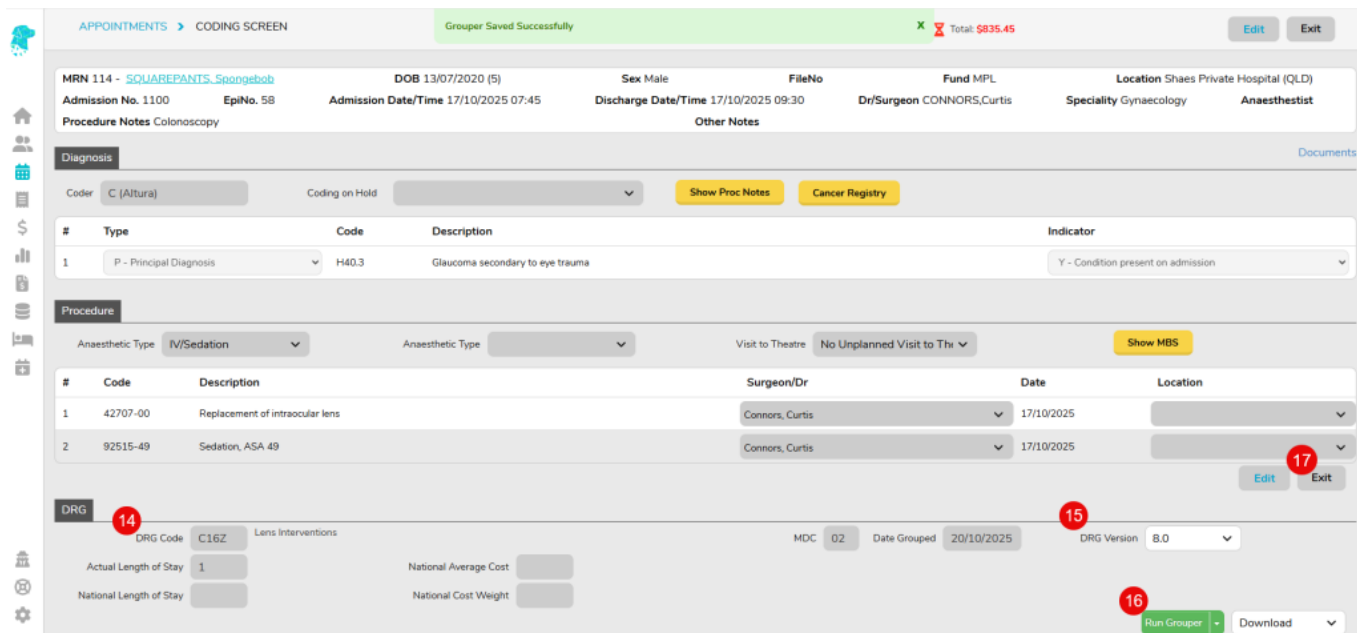 APPOINTMENTS > CODING SCREEN Grouper Saved Successfully x Total: $835.45 Edit Exit
MRN 114 - SQUAREPANTS, Spongebob DOB 13/07/2020 (5) Sex Male FileNo Fund MPL Location Shaes Private Hospital (QLD)
Admission No. 1100 EpiNo. 58 Admission Date/Time 17/10/2025 07:45 Discharge Date/Time 17/10/2025 09:30 Dr/Surgeon CONNORS,Curtis Speciality Gynaecology Anaesthestist
Procedure Notes Colonoscopy Other Notes
Diagnosis Documents
Coder C (Altura) Coding on Hold Show Proc Notes Cancer Registry
# Type Code Description Indicator
1 P - Principal Diagnosis H40.3 Glaucoma secondary to eye trauma Y - Condition present on admission
Procedure
Anaesthetic Type IV/Sedation Anaesthetic Type Visit to Theatre No Unplanned Visit to The Show MBS
# Code Description Surgeon/Dr Date Location
1 42707-00 Replacement of intraocular lens Connors, Curtis 17/10/2025
2 92515-49 Sedation, ASA 49 Connors, Curtis 17/10/2025
17
Edit Exit
DRG
14 15
DRG Code C16Z Lens Interventions MDC 02 Date Grouped 20/10/2025 DRG Version 8.0
Actual Length of Stay 1 National Average Cost
National Length of Stay National Cost Weight
16
Run Grouper Download